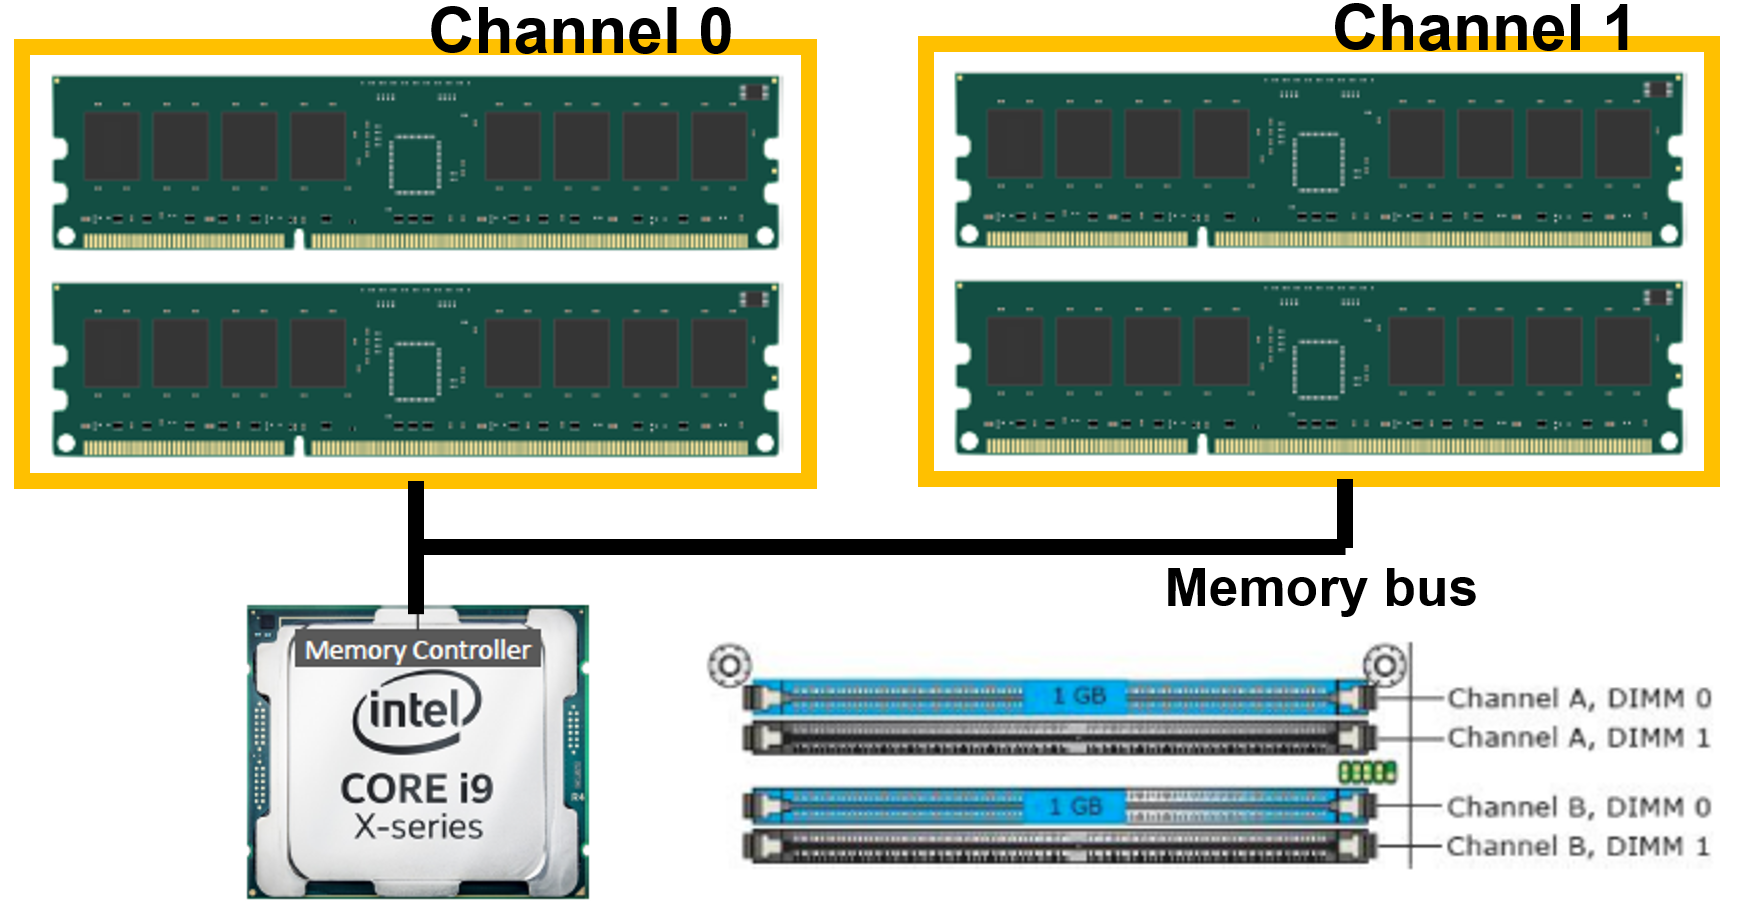 Channel 0
Channel 1
Memory bus
Memory Controller
intel
CORE i9
X-series
1 GB
Channel A, DIMM 0
Channel A, DIMM 1
1 GB
Channel B, DIMM 0
Channel B, DIMM 1